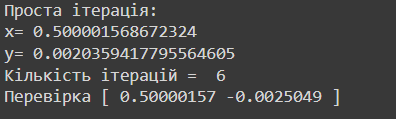 Проста ітерація:
x= 0.500001568672324
y= 0.0020359417795564605
Кількість ітерацій =  6
Перевірка [ 0.50000157 -0.0025049 ]